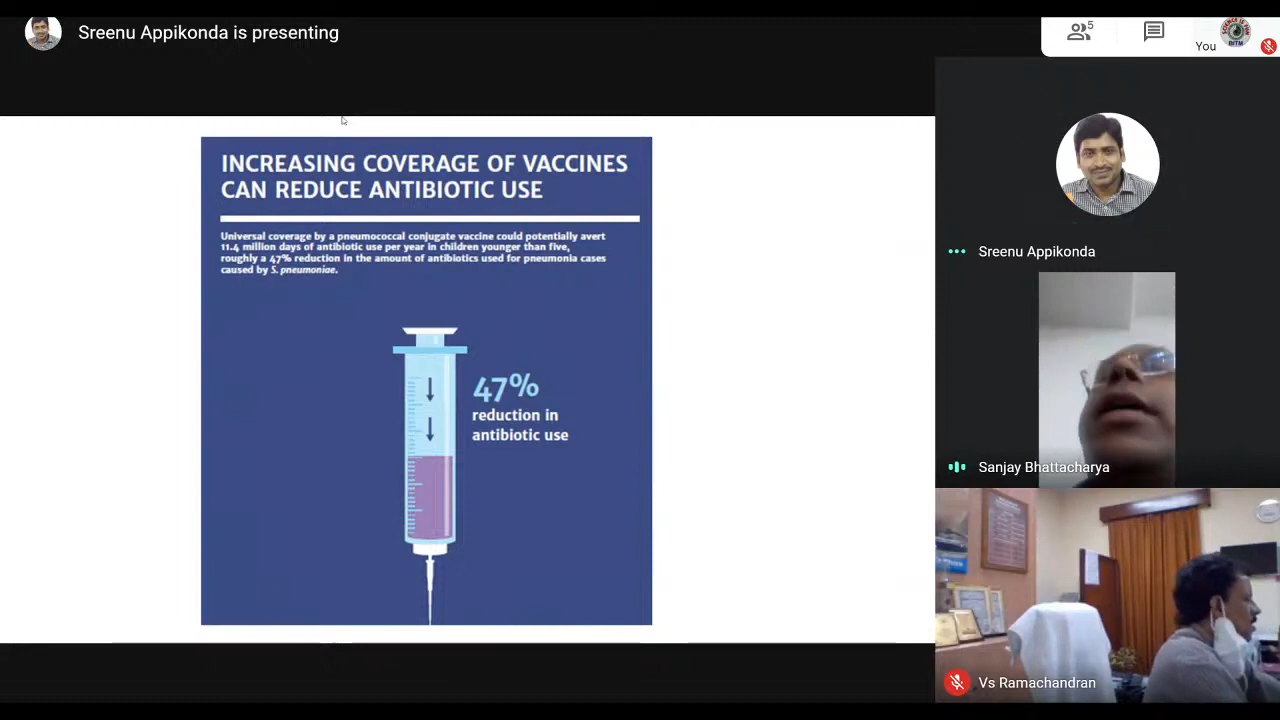 Sreenu Appikonda is presenting
5
You
INCREASING COVERAGE OF VACCINES
CAN REDUCE ANTIBIOTIC USE
Universal coverage by a pneumococcal conjugate vaccine could potentially avert
11.4 million days of antibiotic use per year in children younger than five,
roughly a 47% reduction in the amount of antibiotics used for pneumonia cases
caused by S. pneumoniae.
47%
reduction in
antibiotic use
Sreenu Appikonda
Sanjay Bhattacharya
Vs Ramachandran